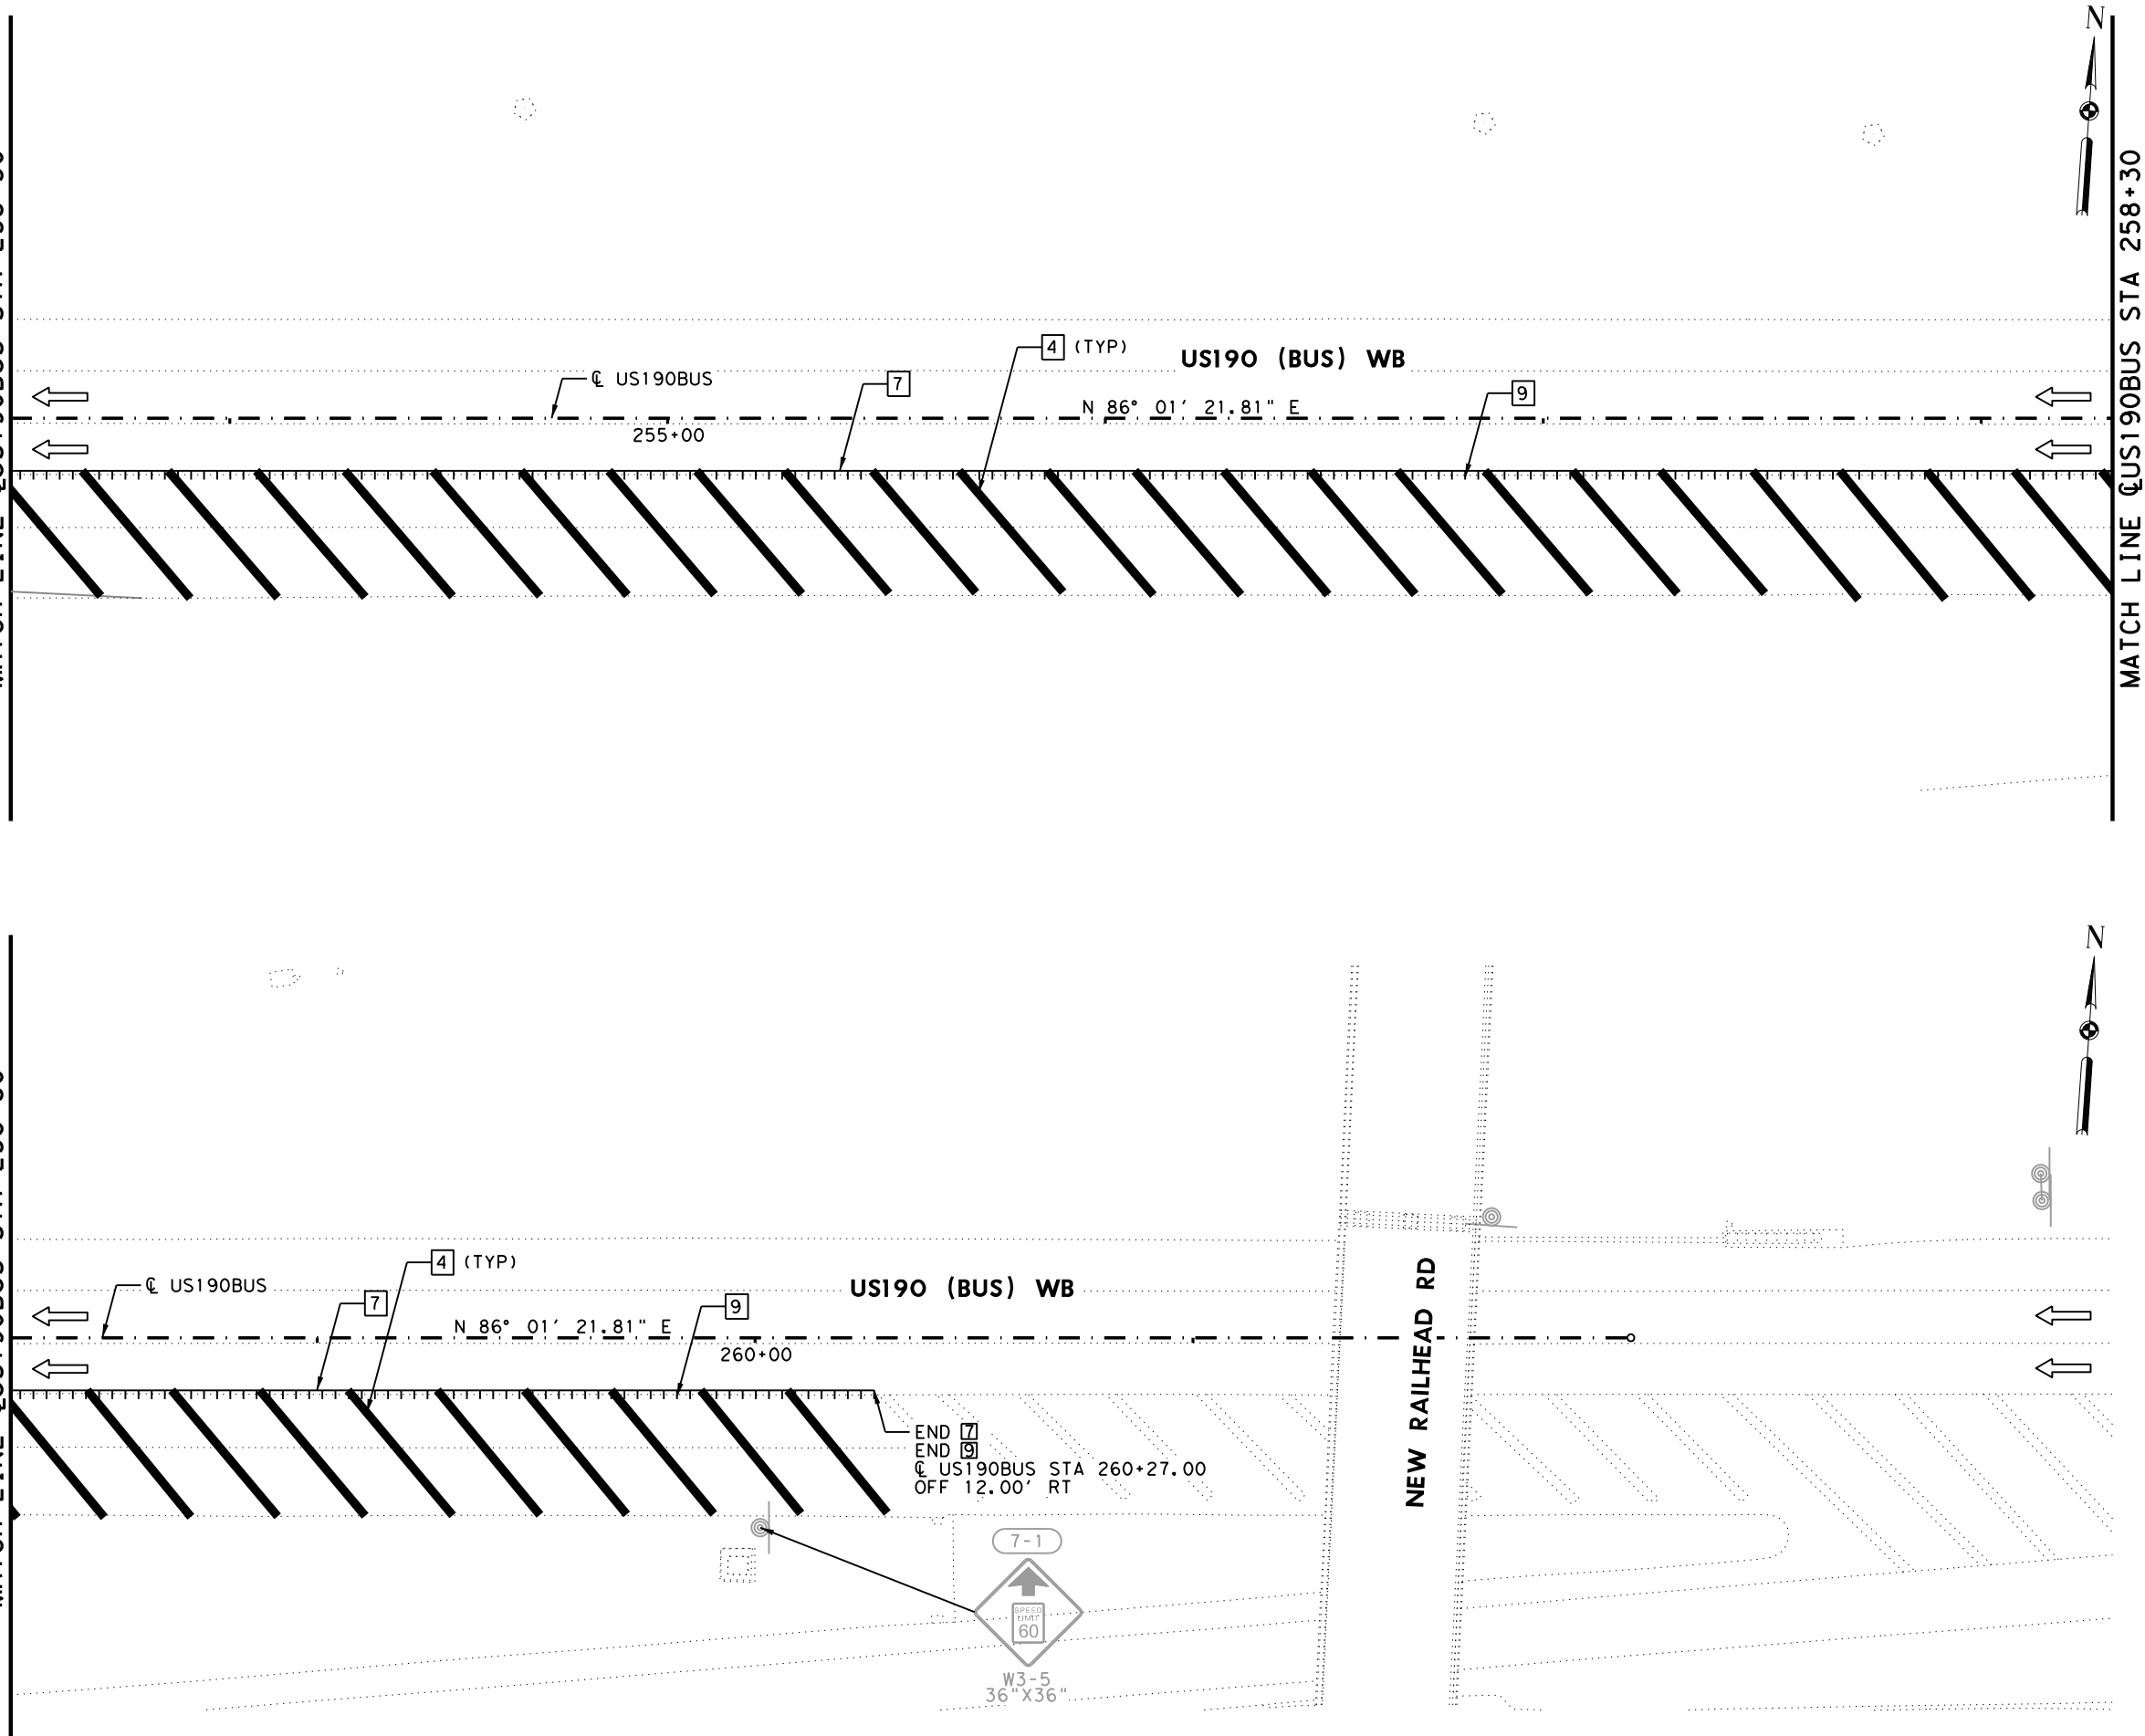 N
MATCH LINE ℄US190BUS STA 258+30
4 (TYP)
US190 (BUS) WB
℄ US190BUS
7
9
N 86° 01' 21.81" E
255+00
N
4 (TYP)
℄ US190BUS
US190 (BUS) WB
7
9
N 86° 01' 21.81" E
260+00
NEW RAILHEAD RD
END 7
END 9
℄ US190BUS STA 260+27.00
OFF 12.00' RT
7-1
SPEED
LIMIT
60
W3-5
36"X36"